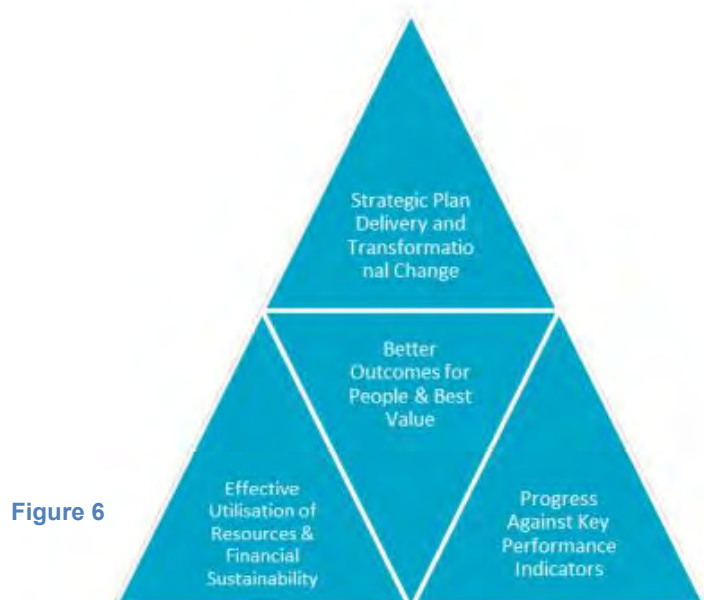 Strategic Plan
Delivery and
Transformatio
nal Change
Better
Outcomes for
People & Best
Value
Figure 6
Effective
Utilisation of
Resources &
Financial
Sustainability
Progress
Against Key
Performance
Indicators